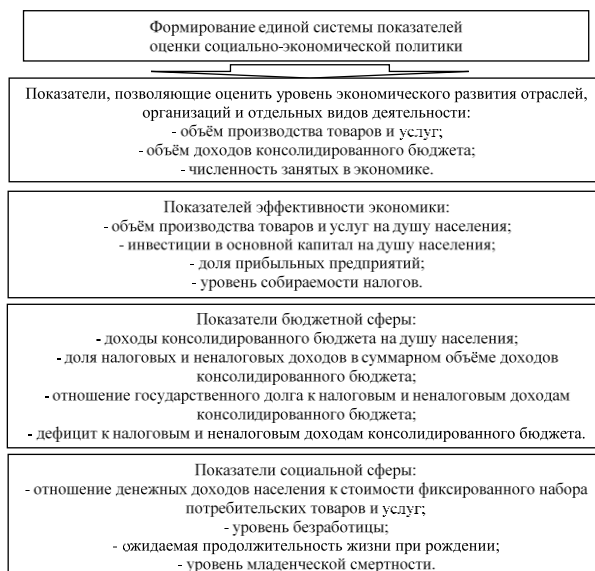 Формирование единой системы показателей
оценки социально-экономической политики
Показатели, позволяющие оценить уровень экономического развития отраслей,
организаций и отдельных видов деятельности:
- объём производства товаров и услуг;
- объём доходов консолидированного бюджета;
- численность занятых в экономике.
Показателей эффективности экономики:
- объём производства товаров и услуг на душу населения;
- инвестиции в основной капитал на душу населения;
- доля прибыльных предприятий;
- уровень собираемости налогов.
Показатели бюджетной сферы:
- доходы консолидированного бюджета на душу населения;
- доля налоговых и неналоговых доходов в суммарном объёме доходов
консолидированного бюджета;
- отношение государственного долга к налоговым и неналоговым доходам
консолидированного бюджета;
- дефицит к налоговым и неналоговым доходам консолидированного бюджета.
Показатели социальной сферы:
- отношение денежных доходов населения к стоимости фиксированного набора
потребительских товаров и услуг;
- уровень безработицы;
- ожидаемая продолжительность жизни при рождении;
- уровень младенческой смертности.